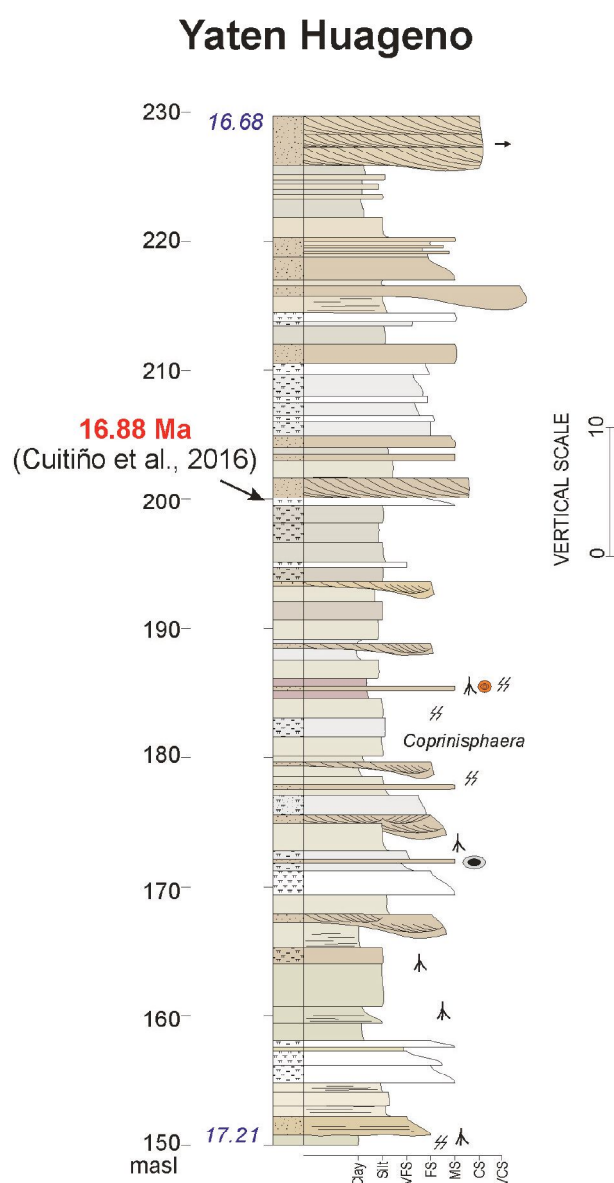 Yaten Huageno
230
16.68
220
210
16.88 Ma
(Cuitiño et al., 2016)
200
190
180
Coprinisphaera
170
160
17.21
150
masl
VERTICAL SCALE
10
0
Clay
Silt
VFS
FS
MS
CS
VCS